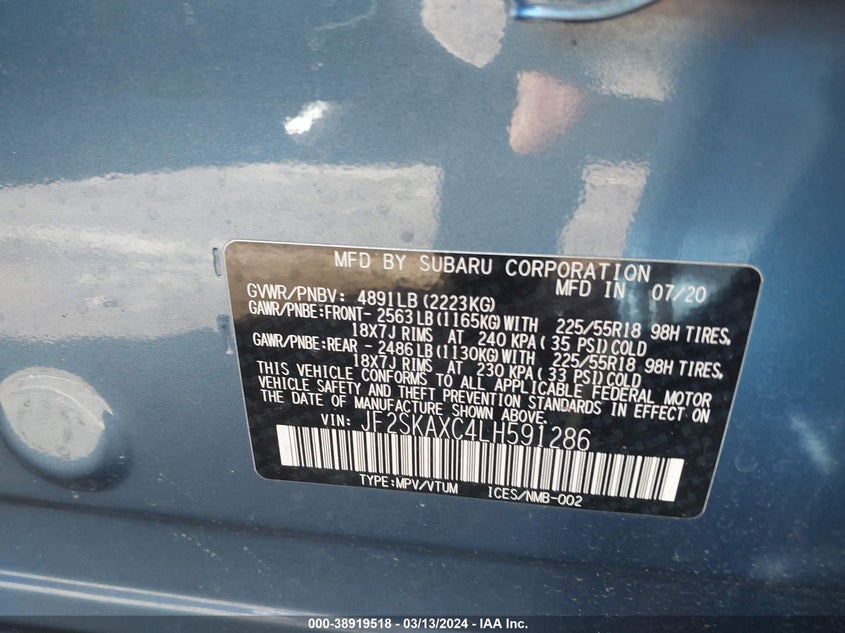 MFD BY SUBARU CORPORATION
MFD IN 07/20
GVWR/PNBV: 4891LB(2223KG)
GAWR/PNBE:FRONT- 2563LB(1165KG)WITH 225/55R18 98H TIRES,
18X7J RIMS AT 240 KPA(35 PSI)COLD
GAWR/PNBE:REAR - 2486LB(1130KG)WITH 225/55R18 98H TIRES,
18X7J RIMS AT 230 KPA(33 PSI)COLD
THIS VEHICLE CONFORMS TO ALL APPLICABLE FEDERAL MOTOR
VEHICLE SAFETY AND THEFT PREVENTION STANDARDS IN EFFECT ON
THE DATE OF MANUFACTURE SHOWN ABOVE.
VIN: JF2SKAXC4LH591286
TYPE:MPV/VTUM ICES/NMB-002
000-38919518 - 03/13/2024 - IAA Inc.